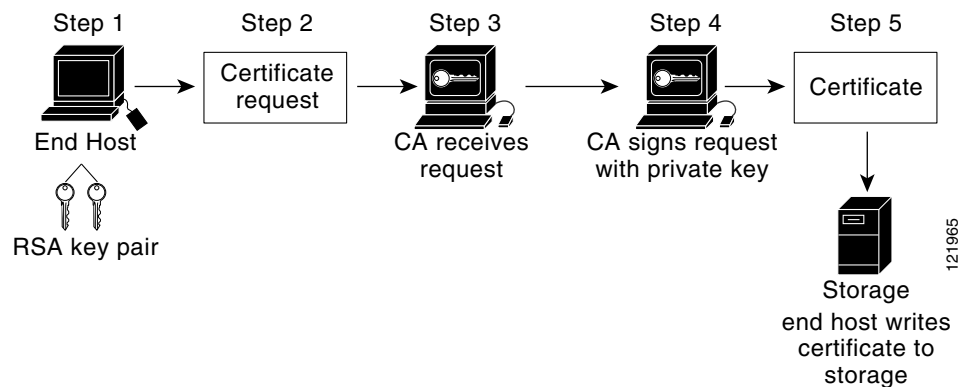 Step 1
Step 2
Step 3
Step 4
Step 5
Certificate
request
Certificate
End Host
CA receives
request
CA signs request
with private key
RSA key pair
Storage
end host writes
certificate to
storage
121965